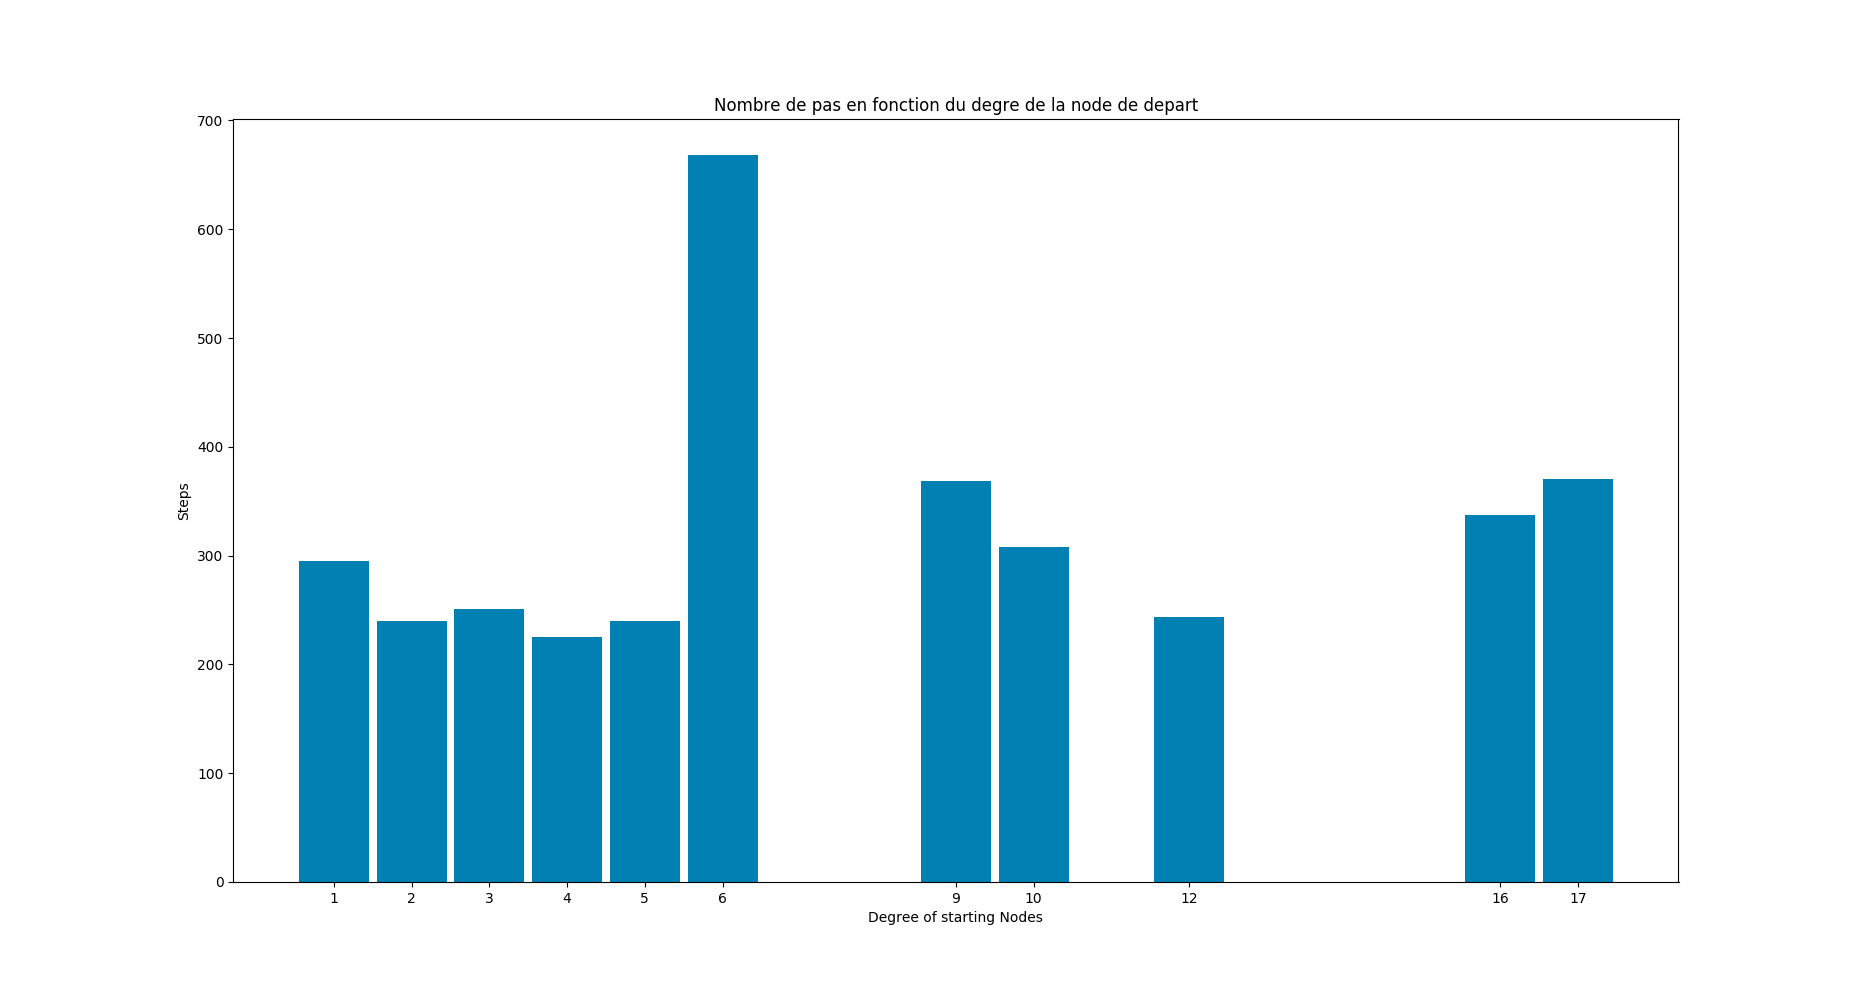 Nombre de pas en fonction du degre de la node de depart
700
600
500
400
300
200
100
0
Steps
1 2 3 4 5 6 9 10 12 16 17
Degree of starting Nodes